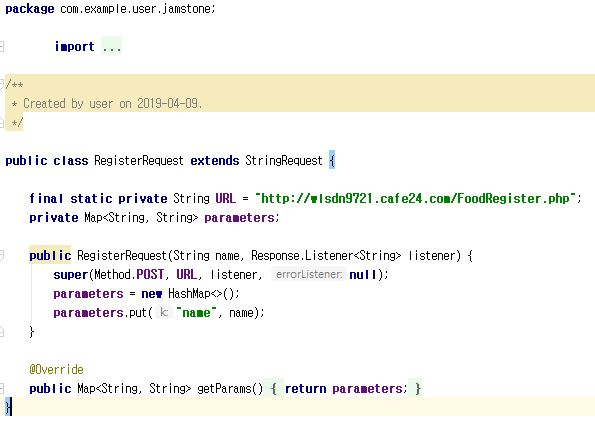 package com.example.user.jamstone;
import ...
/**
* Created by user on 2019-04-09.
*/
public class RegisterRequest extends StringRequest {
final static private String URL = "http://wlsdn9721.cafe24.com/FoodRegister.php";
private Map<String, String> parameters;
public RegisterRequest(String name, Response.Listener<String> listener) {
super(Method.POST, URL, listener, errorListener: null);
parameters = new HashMap<>();
parameters.put( k: "name", name);
}
@Override
public Map<String, String> getParams() { return parameters; }
}